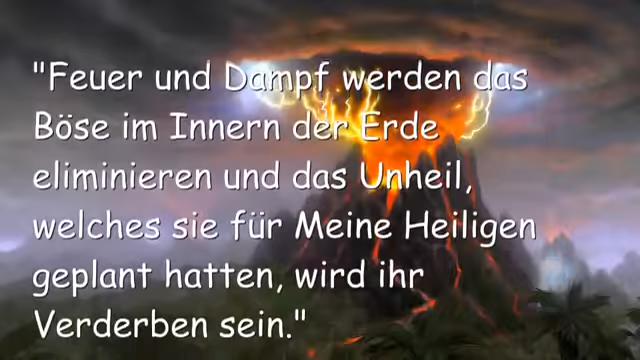 "Feuer und Dampf werden das
Böse im Innern der Erde
eliminieren und das Unheil,
welches sie für Meine Heiligen
geplant hatten, wird ihr
Verderben sein."